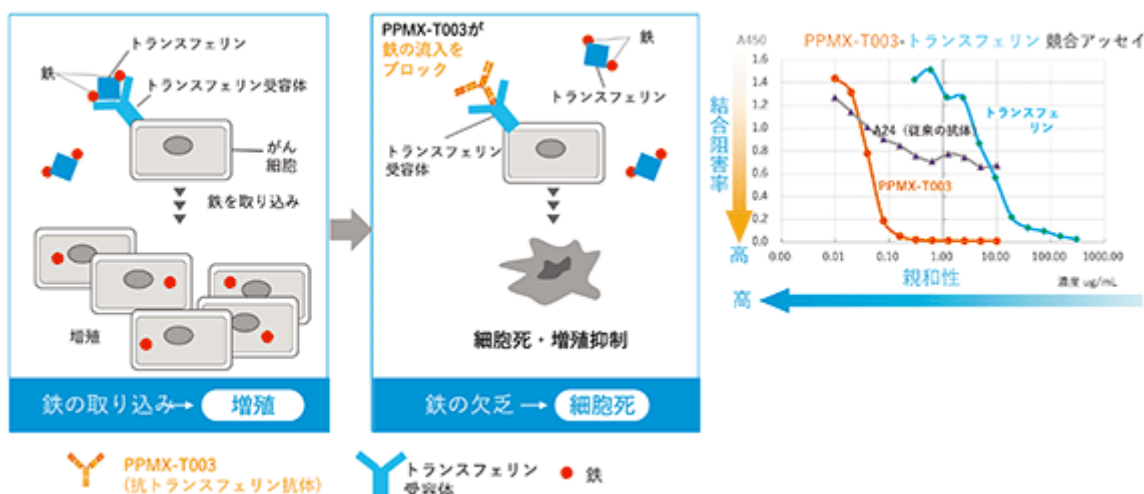 トランスフェリン
鉄
トランスフェリン受容体
がん
細胞
鉄を取り込み
増殖
鉄の取り込み→ 増殖
PPMX-T003が
鉄の流入を
ブロック
鉄
トランスフェリン
トランスフェリン
受容体
細胞死・増殖抑制
鉄の欠乏 → 細胞死
A450 PPMX-T003-トランスフェリン 競合アッセイ
結合阻害率
高
1.6
1.4
1.2
1.0
0.8
0.6
0.4
0.2
0.0
トランスフェ
リン
A24（従来の抗体）
PPMX-T003
0.00 0.01 0.10 1.00 10.00 100.00 1000.00
親和性
濃度 ug/mL
高
PPMX-T003
(抗トランスフェリン抗体)
トランスフェリン
受容体
鉄